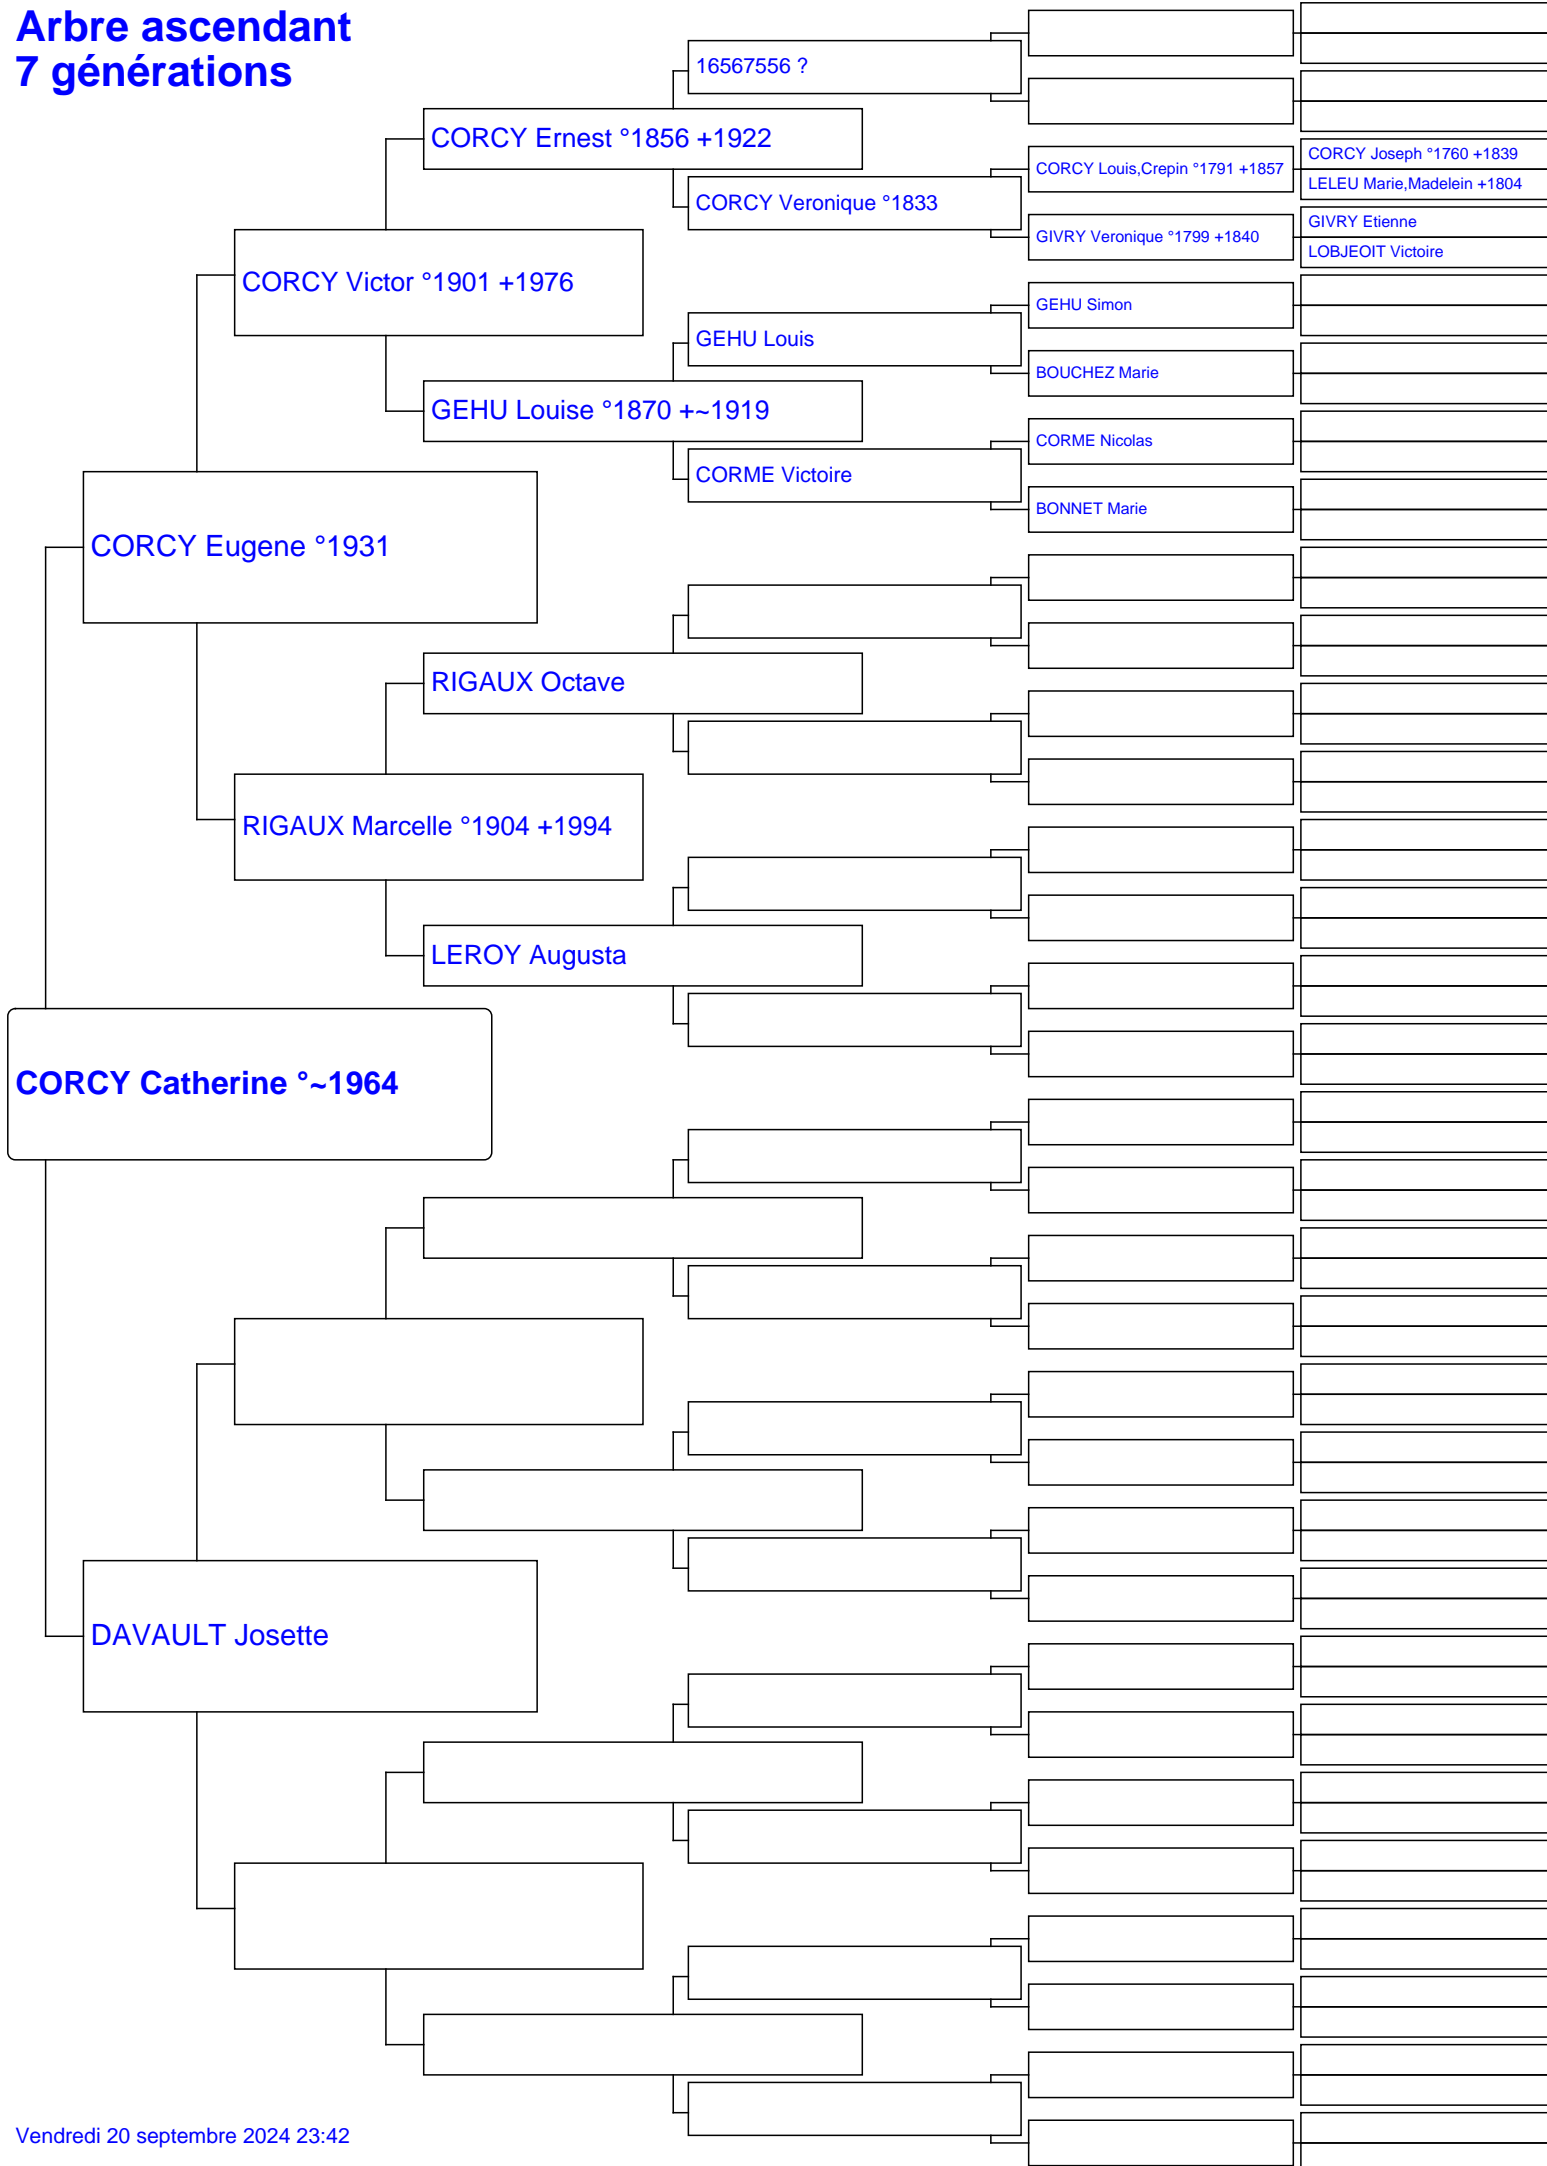 Arbre ascendant
7 générations
16567556 ?
CORCY Ernest °1856 +1922
CORCY Louis,Crepin °1791 +1857
CORCY Joseph °1760 +1839
LELEU Marie,Madelein +1804
CORCY Veronique °1833
GIVRY Veronique °1799 +1840
GIVRY Etienne
LOBJEOIT Victoire
CORCY Victor °1901 +1976
GEHU Simon
GEHU Louis
BOUCHEZ Marie
GEHU Louise °1870 +~1919
CORME Nicolas
CORME Victoire
BONNET Marie
CORCY Eugene °1931
RIGAUX Octave
RIGAUX Marcelle °1904 +1994
LEROY Augusta
CORCY Catherine °~1964
DAVAULT Josette
Vendredi 20 septembre 2024 23:42